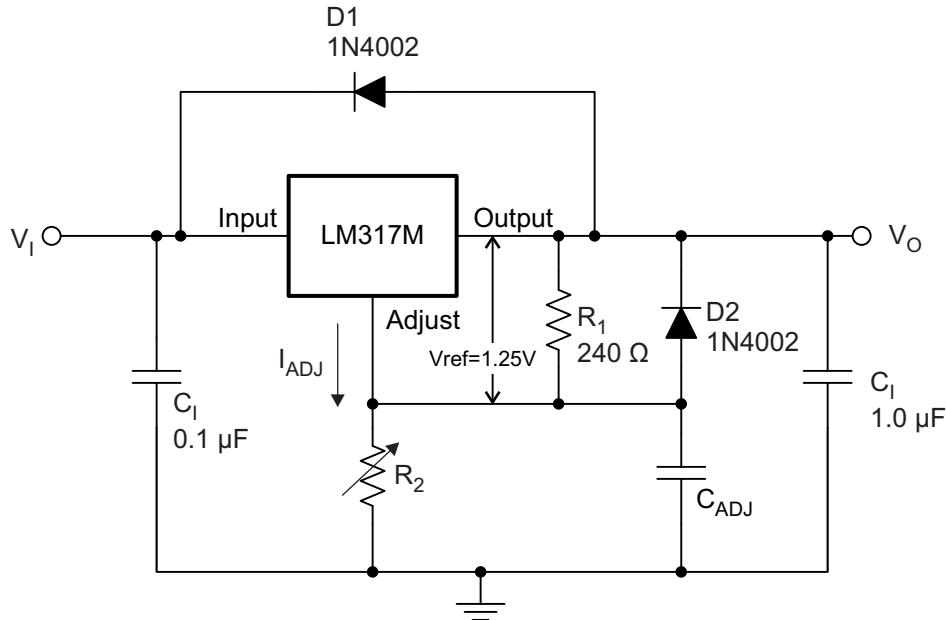 D1
1N4002
Input
Output
V_I
LM317M
V_O
Adjust
I_ADJ
Vref=1.25V
R_1
240 Ω
D2
1N4002
C_I
0.1 µF
C_I
1.0 µF
R_2
C_ADJ